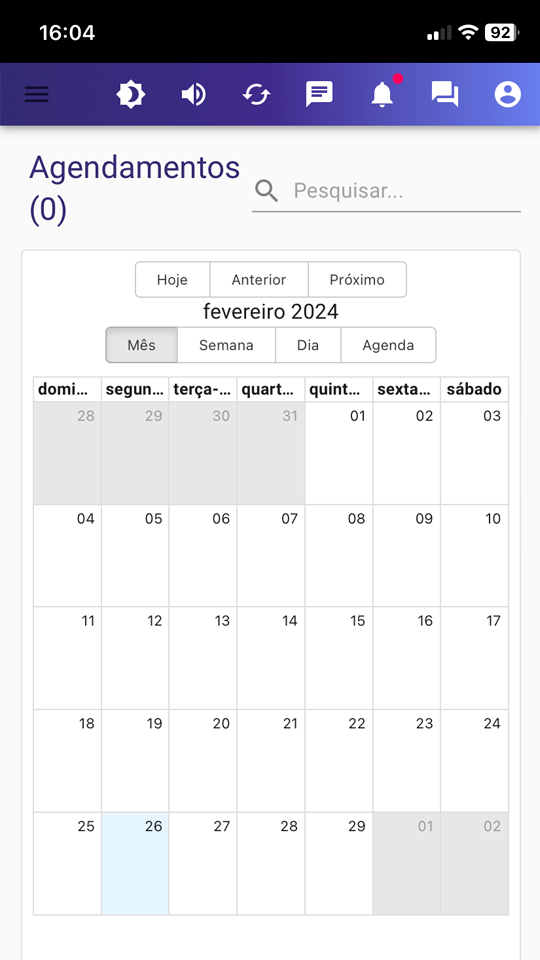 16:04
92
Agendamentos
(0)
Pesquisar...
Hoje Anterior Próximo
fevereiro 2024
Mês Semana Dia Agenda
domi... segun... terça-... quart... quint... sexta... sábado
28 29 30 31 01 02 03
04 05 06 07 08 09 10
11 12 13 14 15 16 17
18 19 20 21 22 23 24
25 26 27 28 29 01 02